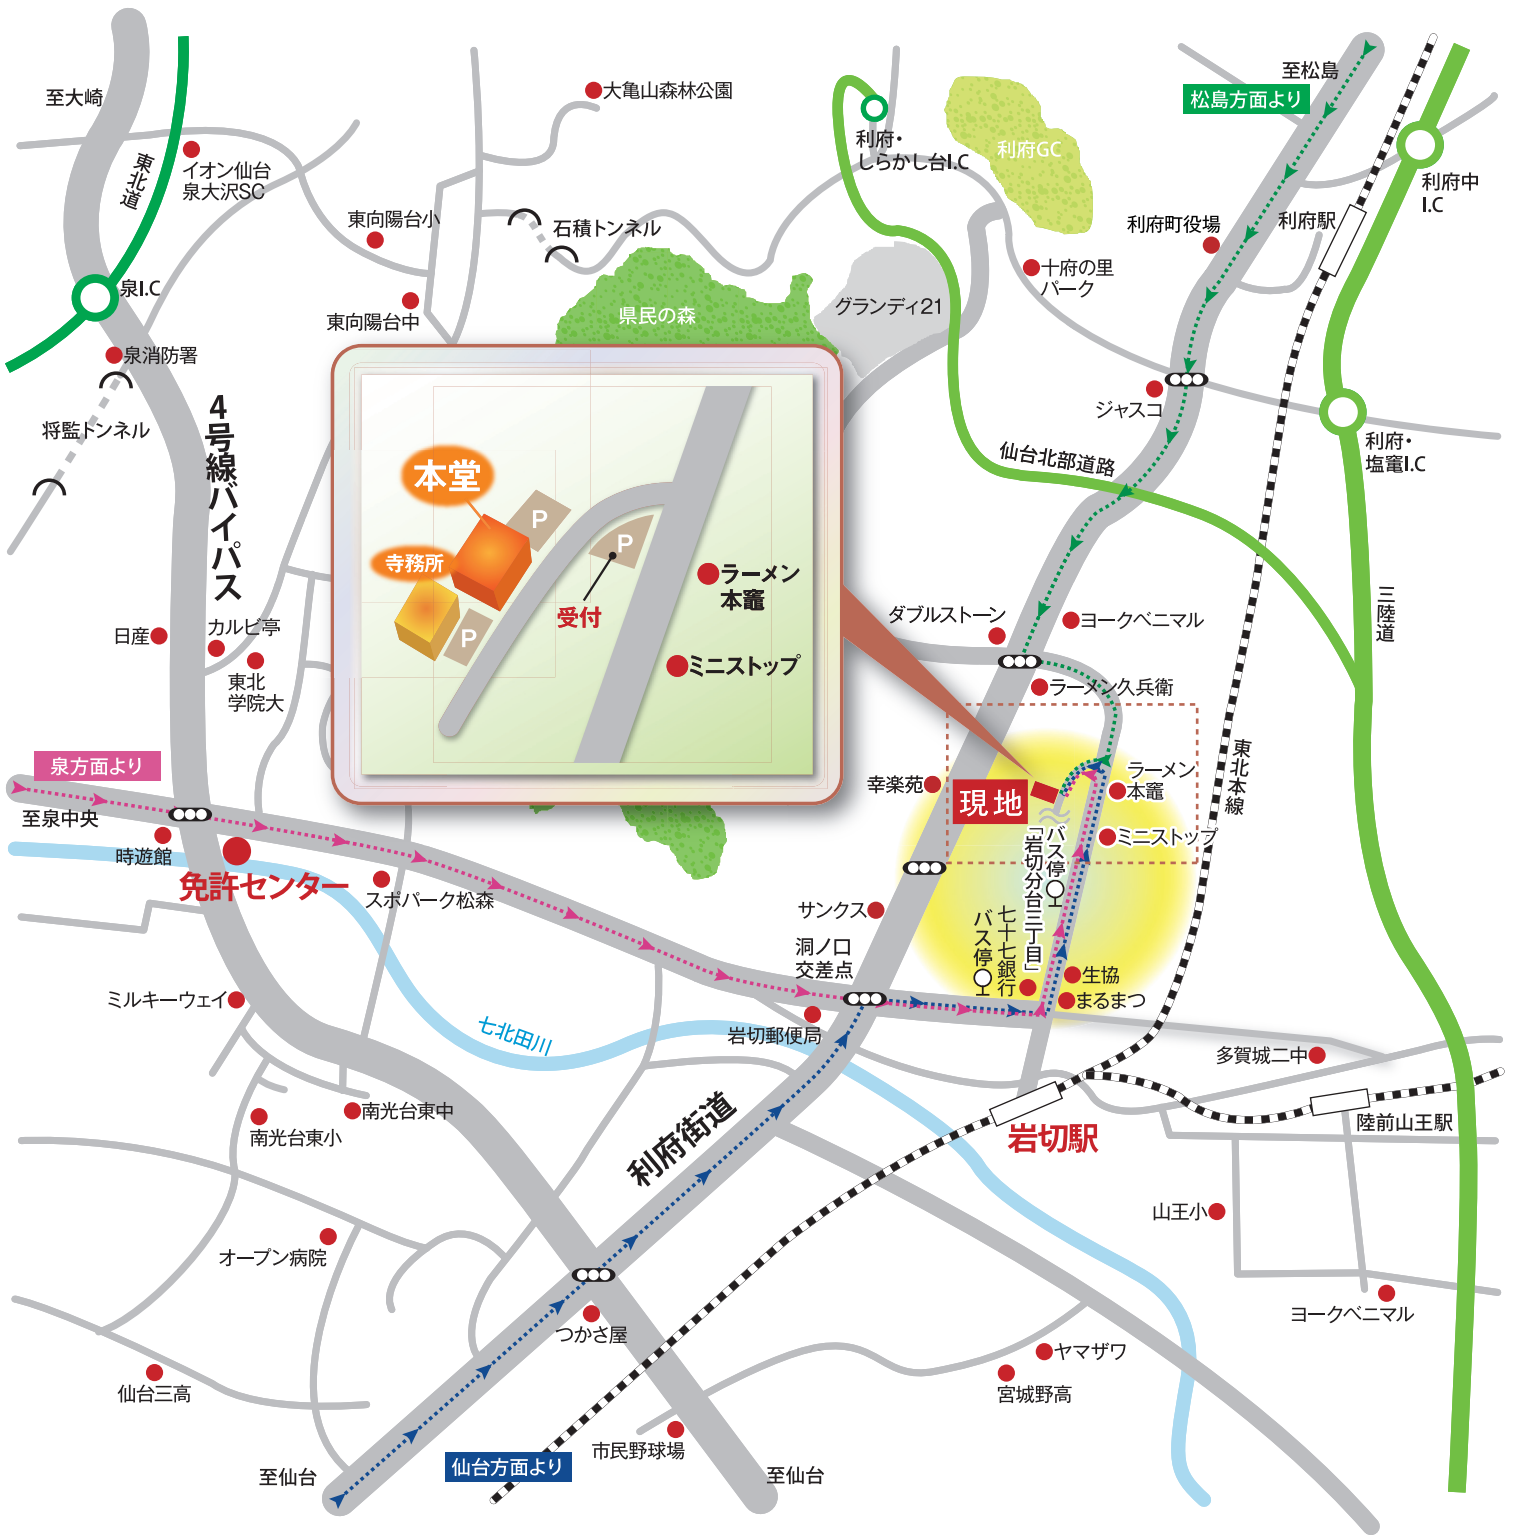 至大崎
東北道
イオン仙台
泉大沢SC
大亀山森林公園
東向陽台小
石積トンネル
利府・
しらかし台I.C
利府GC
至松島
松島方面より
利府中
I.C
利府町役場
利府駅
十府の里
パーク
泉I.C
東向陽台中
県民の森
グランディ21
泉消防署
将監トンネル
4号線バイパス
ジャスコ
利府・
塩竈I.C
仙台北部道路
本堂
P
寺務所
P
P
受付
ラーメン
本竈
ミニストップ
三陸道
ダブルストーン
ヨークベニマル
日産
カルビ亭
東北
学院大
ラーメン久兵衛
東北本線
泉方面より
至泉中央
時遊館
免許センター
スポパーク松森
幸楽苑
現地
ラーメン
本竈
ミニストップ
バス停
「岩切分台三丁目」
サンクス
七十七銀行
バス停
洞ノ口
交差点
生協
まるまつ
ミルキーウェイ
七北田川
岩切郵便局
多賀城二中
南光台東中
南光台東小
利府街道
岩切駅
陸前山王駅
山王小
オープン病院
つかさ屋
ヨークベニマル
仙台三高
ヤマザワ
宮城野高
市民野球場
至仙台
仙台方面より
至仙台